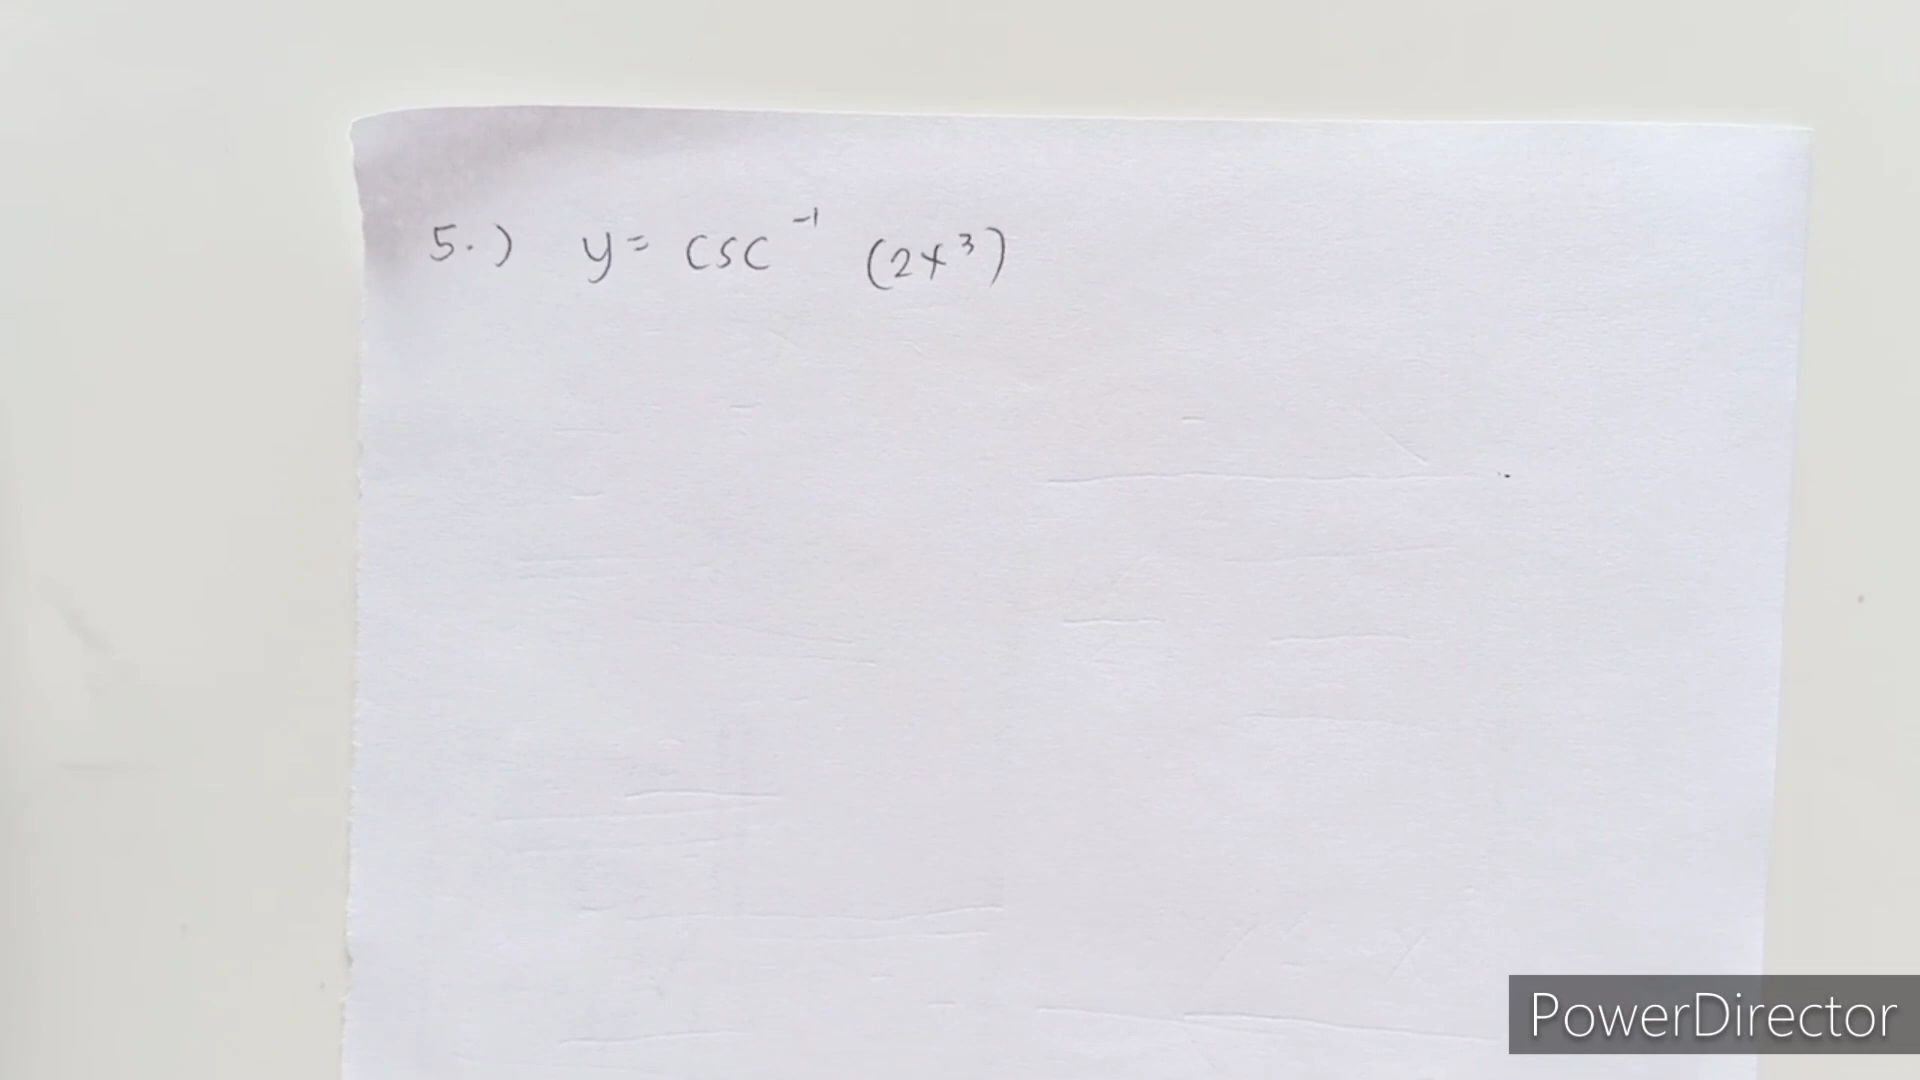 5.) y = csc⁻¹ (2x³)
PowerDirector